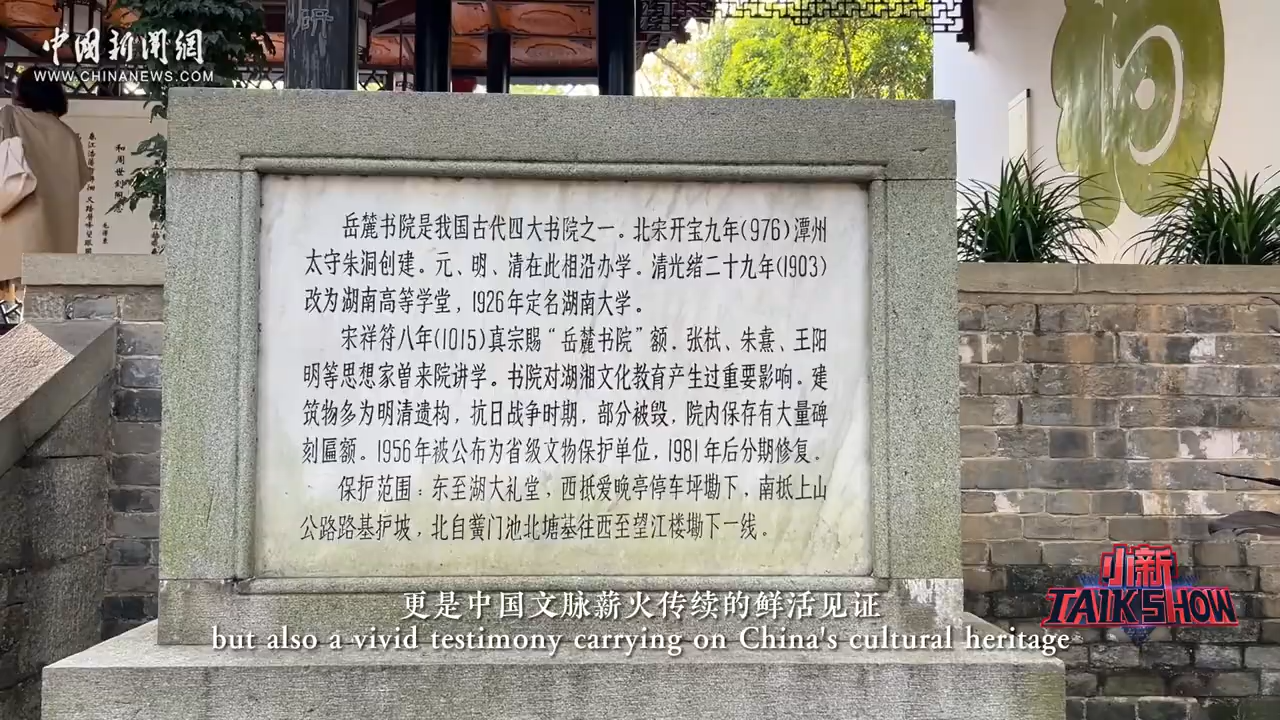 中国新闻網
WWW.CHINANEWS.COM
和周世钊同志
毛泽东
岳麓书院是我国古代四大书院之一。北宋开宝九年(976)潭州
太守朱洞创建。元、明、清在此相沿办学。清光绪二十九年(1903)
改为湖南高等学堂，1926年定名湖南大学。
宋祥符八年(1015)真宗赐“岳麓书院”额．张栻、朱熹、王阳
明等思想家曾来院讲学。书院对湖湘文化教育产生过重要影响。建
筑物多为明清遗构，抗日战争时期，部分被毁，院内保存有大量碑
刻匾额。1956年被公布为省级文物保护单位，1981年后分期修复。
保护范围：东至湖大礼堂，西抵爱晚亭停车坪坳下，南抵上山
公路路基护坡，北自黉门池北塘基往西至望江楼坳下一线。
小新
TALKSHOW
更是中国文脉薪火传续的鲜活见证
but also a vivid testimony carrying on China's cultural heritage